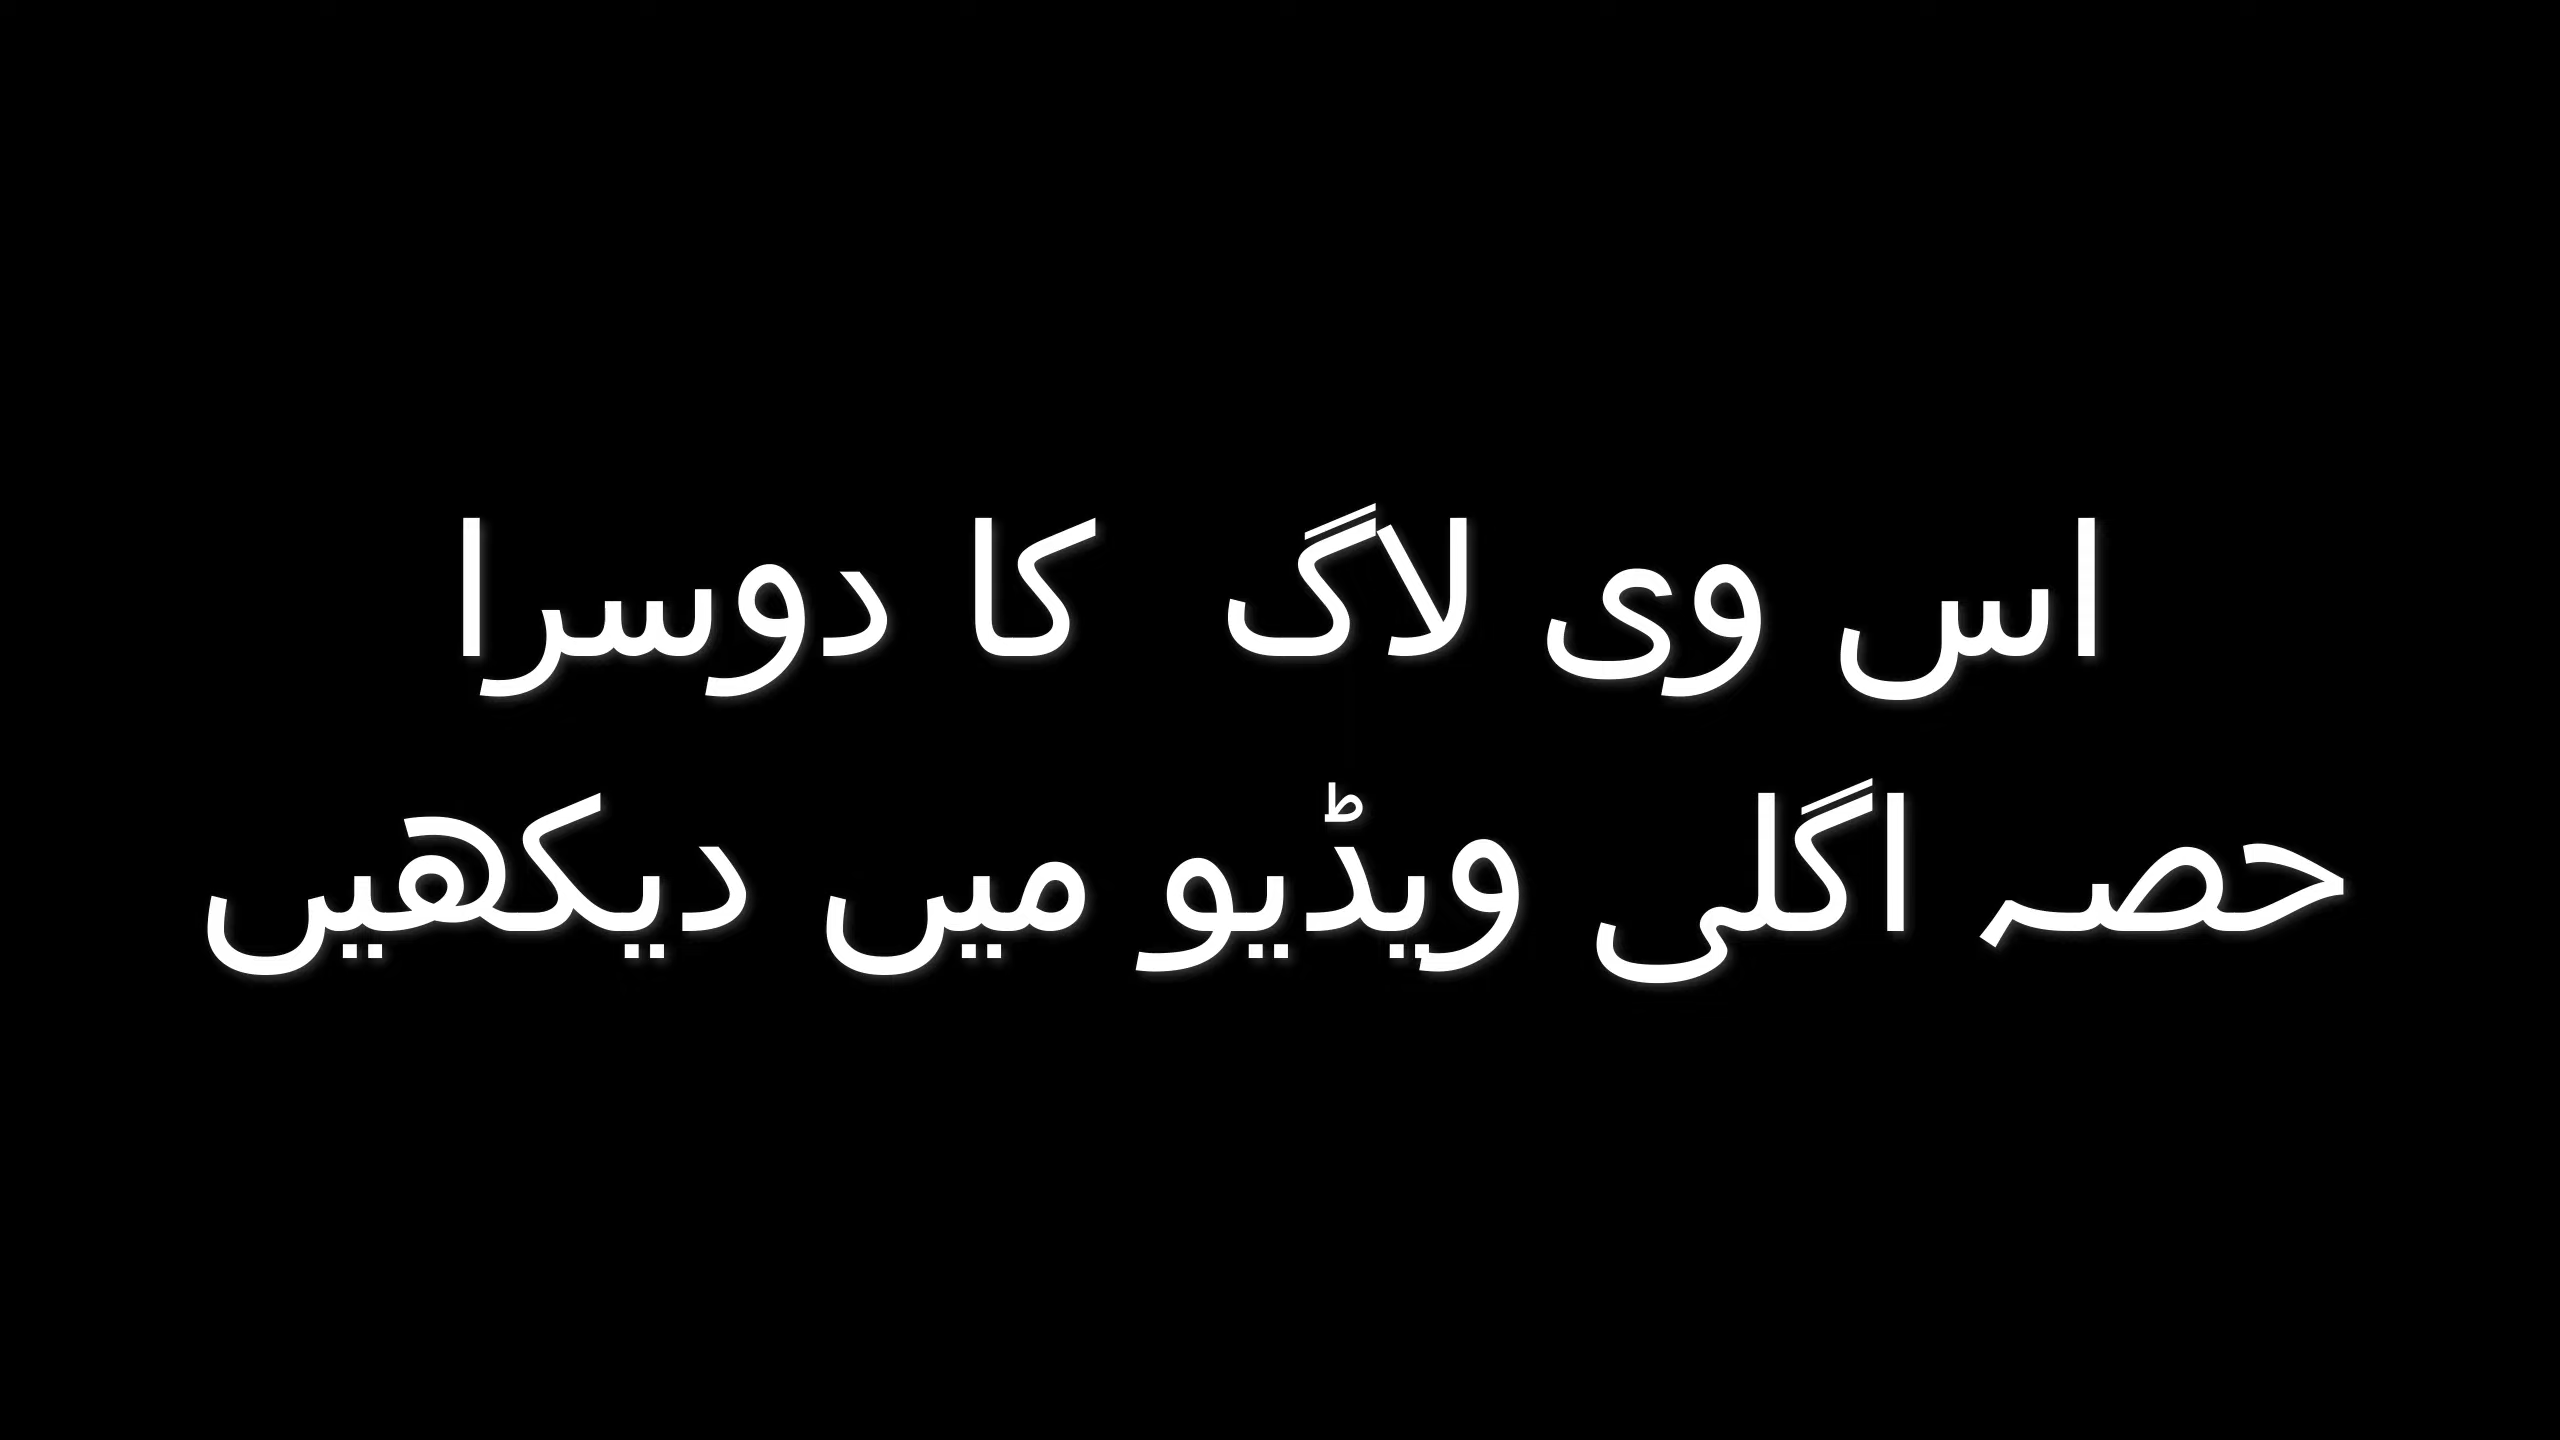 اس وی لاگ کا دوسرا
حصہ اگلی ویڈیو میں دیکھیں